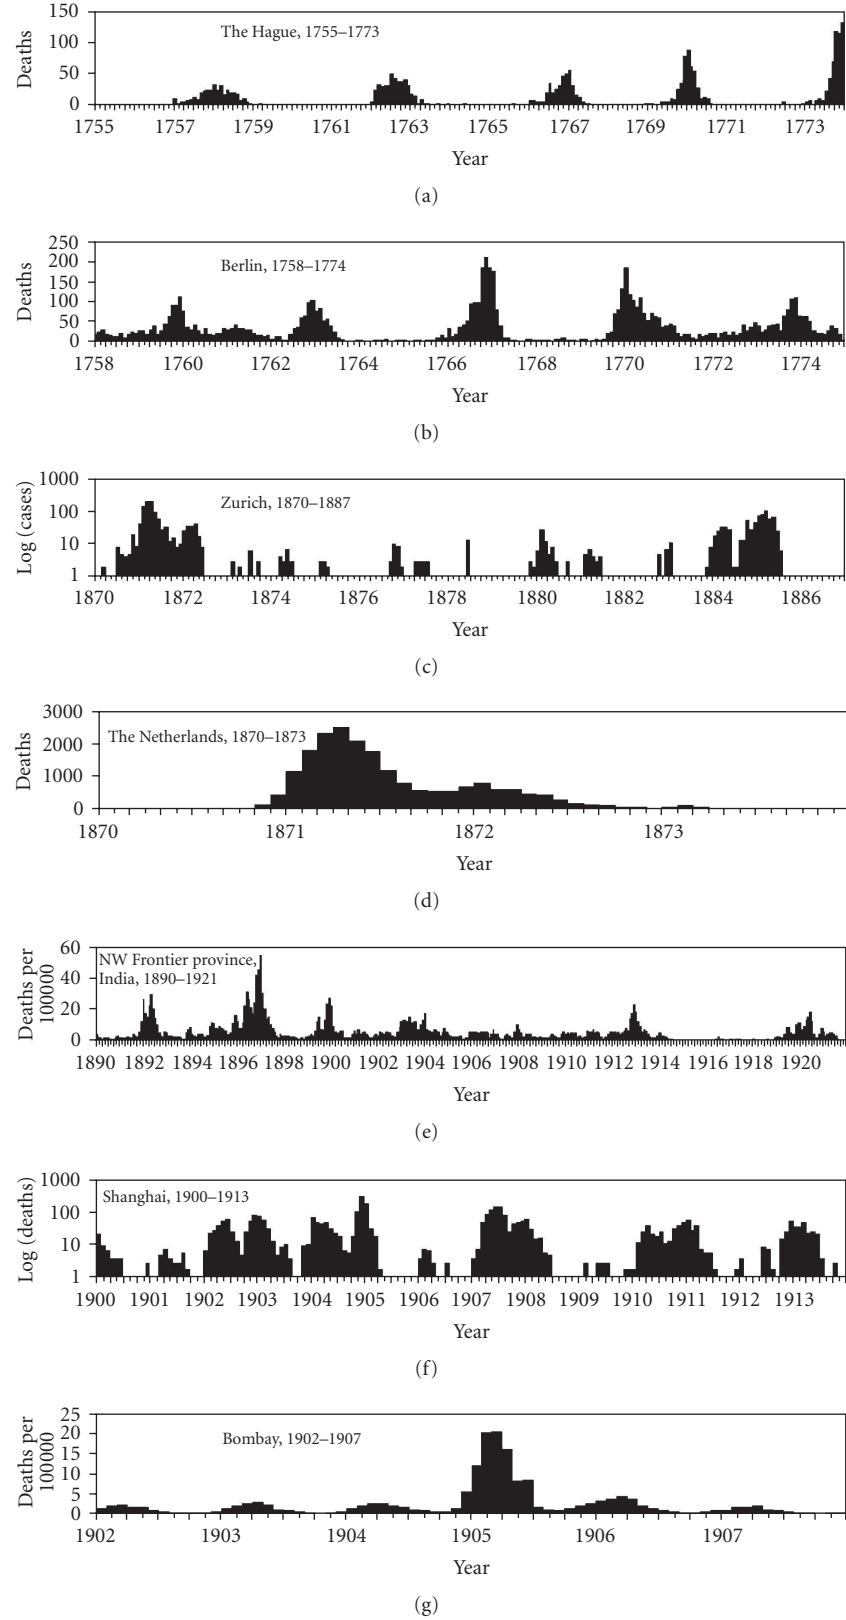 150
100
50
0
Deaths
The Hague, 1755–1773
1755 1757 1759 1761 1763 1765 1767 1769 1771 1773
Year
(a)
250
200
150
100
50
0
Deaths
Berlin, 1758–1774
1758 1760 1762 1764 1766 1768 1770 1772 1774
Year
(b)
1000
100
10
1
Log (cases)
Zurich, 1870–1887
1870 1872 1874 1876 1878 1880 1882 1884 1886
Year
(c)
3000
2000
1000
0
Deaths
The Netherlands, 1870–1873
1870 1871 1872 1873
Year
(d)
60
40
20
0
Deaths per
100000
NW Frontier province,
India, 1890–1921
1890 1892 1894 1896 1898 1900 1902 1904 1906 1908 1910 1912 1914 1916 1918 1920
Year
(e)
1000
100
10
1
Log (deaths)
Shanghai, 1900–1913
1900 1901 1902 1903 1904 1905 1906 1907 1908 1909 1910 1911 1912 1913
Year
(f)
25
20
15
10
5
0
Deaths per
100000
Bombay, 1902–1907
1902 1903 1904 1905 1906 1907
Year
(g)